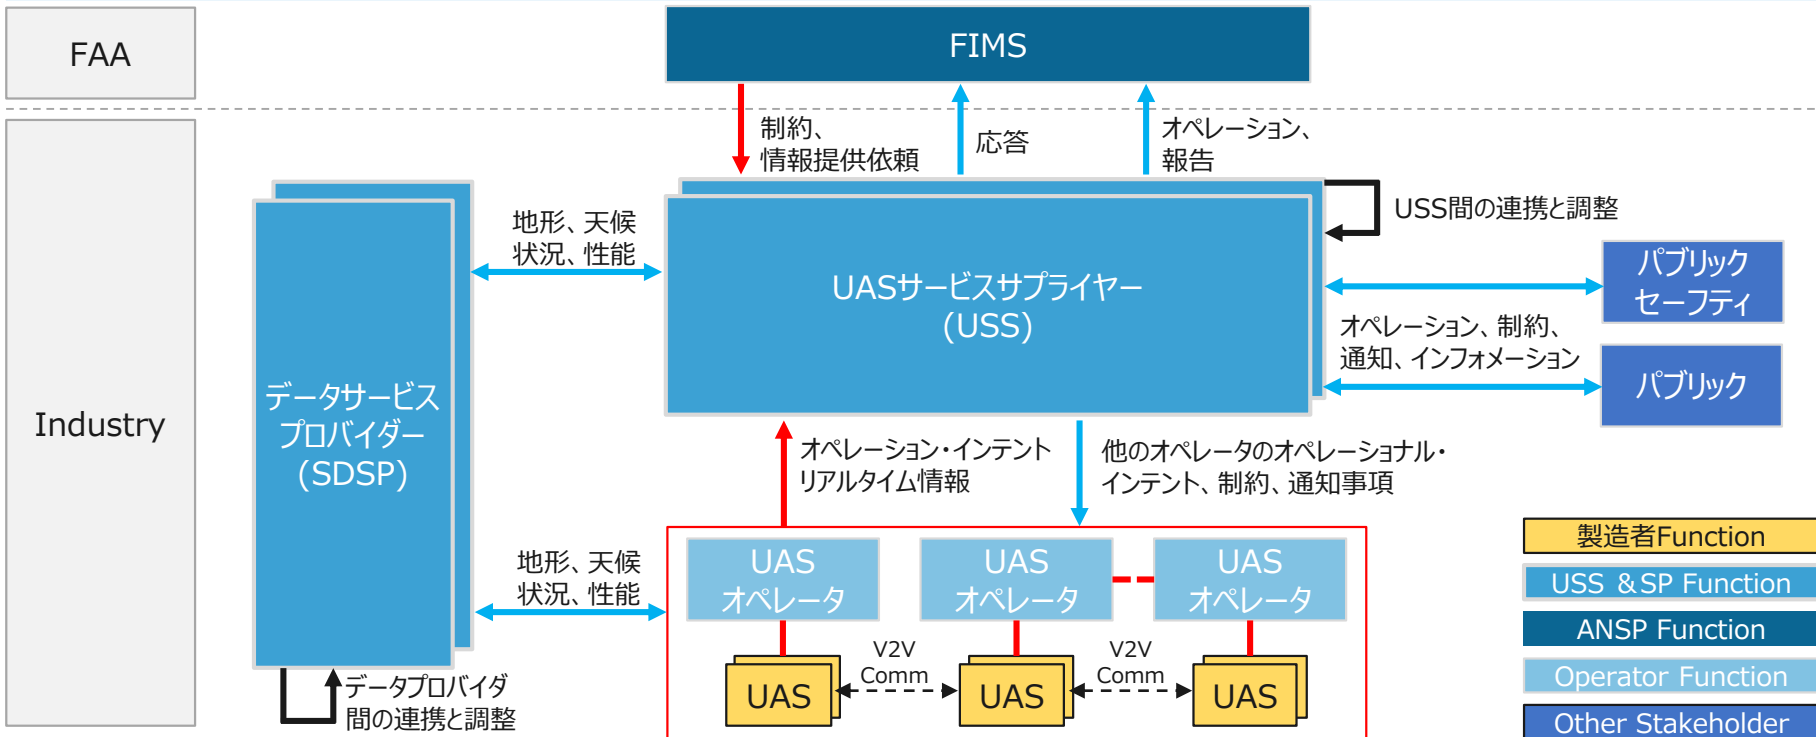 FAA
FIMS
制約、
情報提供依頼
応答
オペレーション、
報告
Industry
データサービス
プロバイダー
(SDSP)
地形、天候
状況、性能
UASサービスサプライヤー
(USS)
USS間の連携と調整
パブリック
セーフティ
オペレーション、制約、
通知、インフォメーション
パブリック
オペレーション・インテント
リアルタイム情報
他のオペレータのオペレーショナル・
インテント、制約、通知事項
地形、天候
状況、性能
UAS
オペレータ
UAS
オペレータ
UAS
オペレータ
V2V
Comm
V2V
Comm
UAS
UAS
UAS
データプロバイダ
間の連携と調整
製造者Function
USS &SP Function
ANSP Function
Operator Function
Other Stakeholder